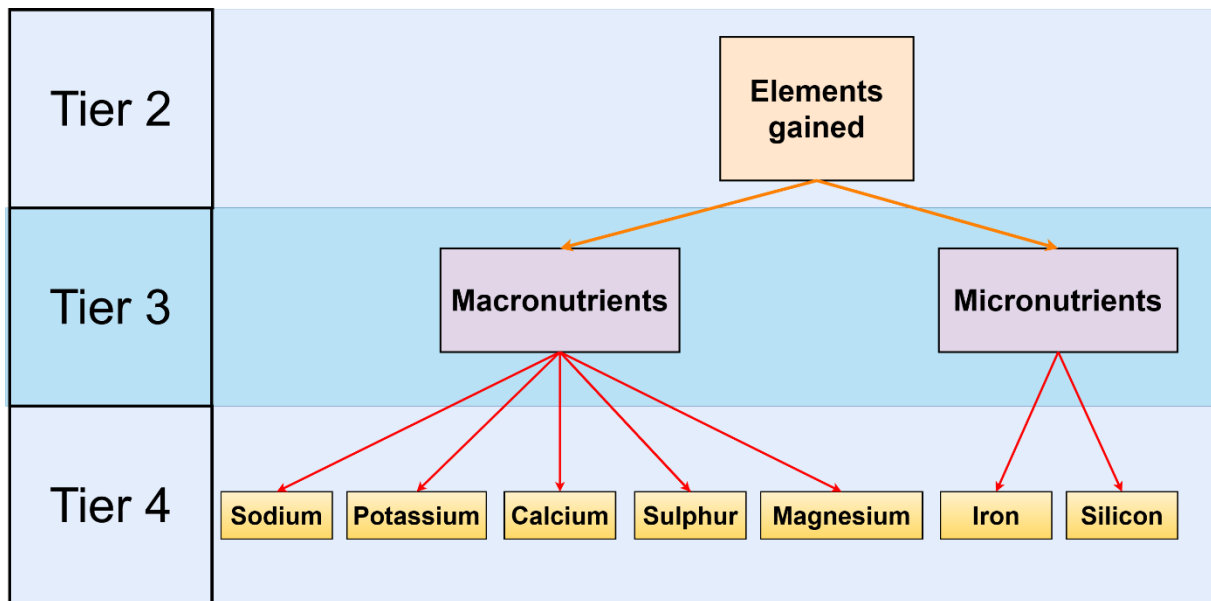 Tier 2
Elements
gained
Tier 3
Macronutrients
Micronutrients
Tier 4
Sodium
Potassium
Calcium
Sulphur
Magnesium
Iron
Silicon